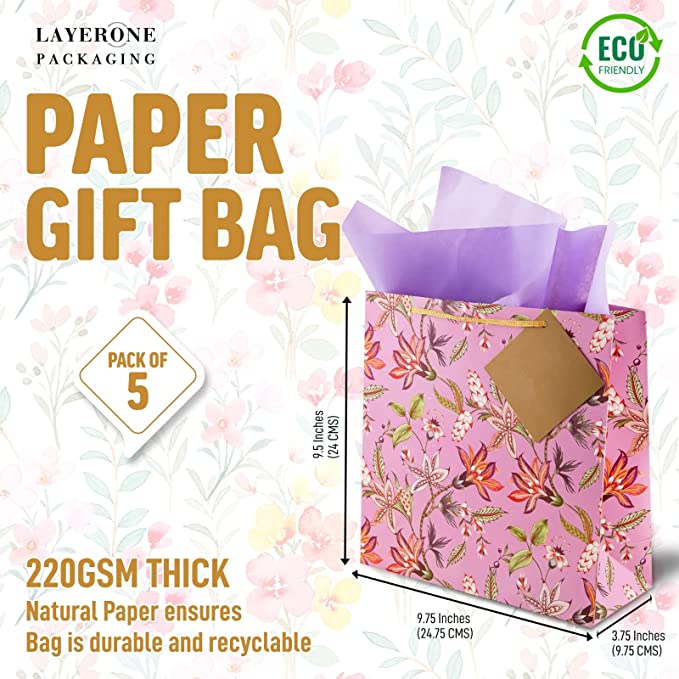 LAYERONE
PACKAGING
ECO
FRIENDLY
PAPER
GIFT BAG
PACK OF
5
9.5 Inches
(24 CMS)
220GSM THICK
Natural Paper ensures
Bag is durable and recyclable
9.75 Inches
(24.75 CMS)
3.75 Inches
(9.75 CMS)